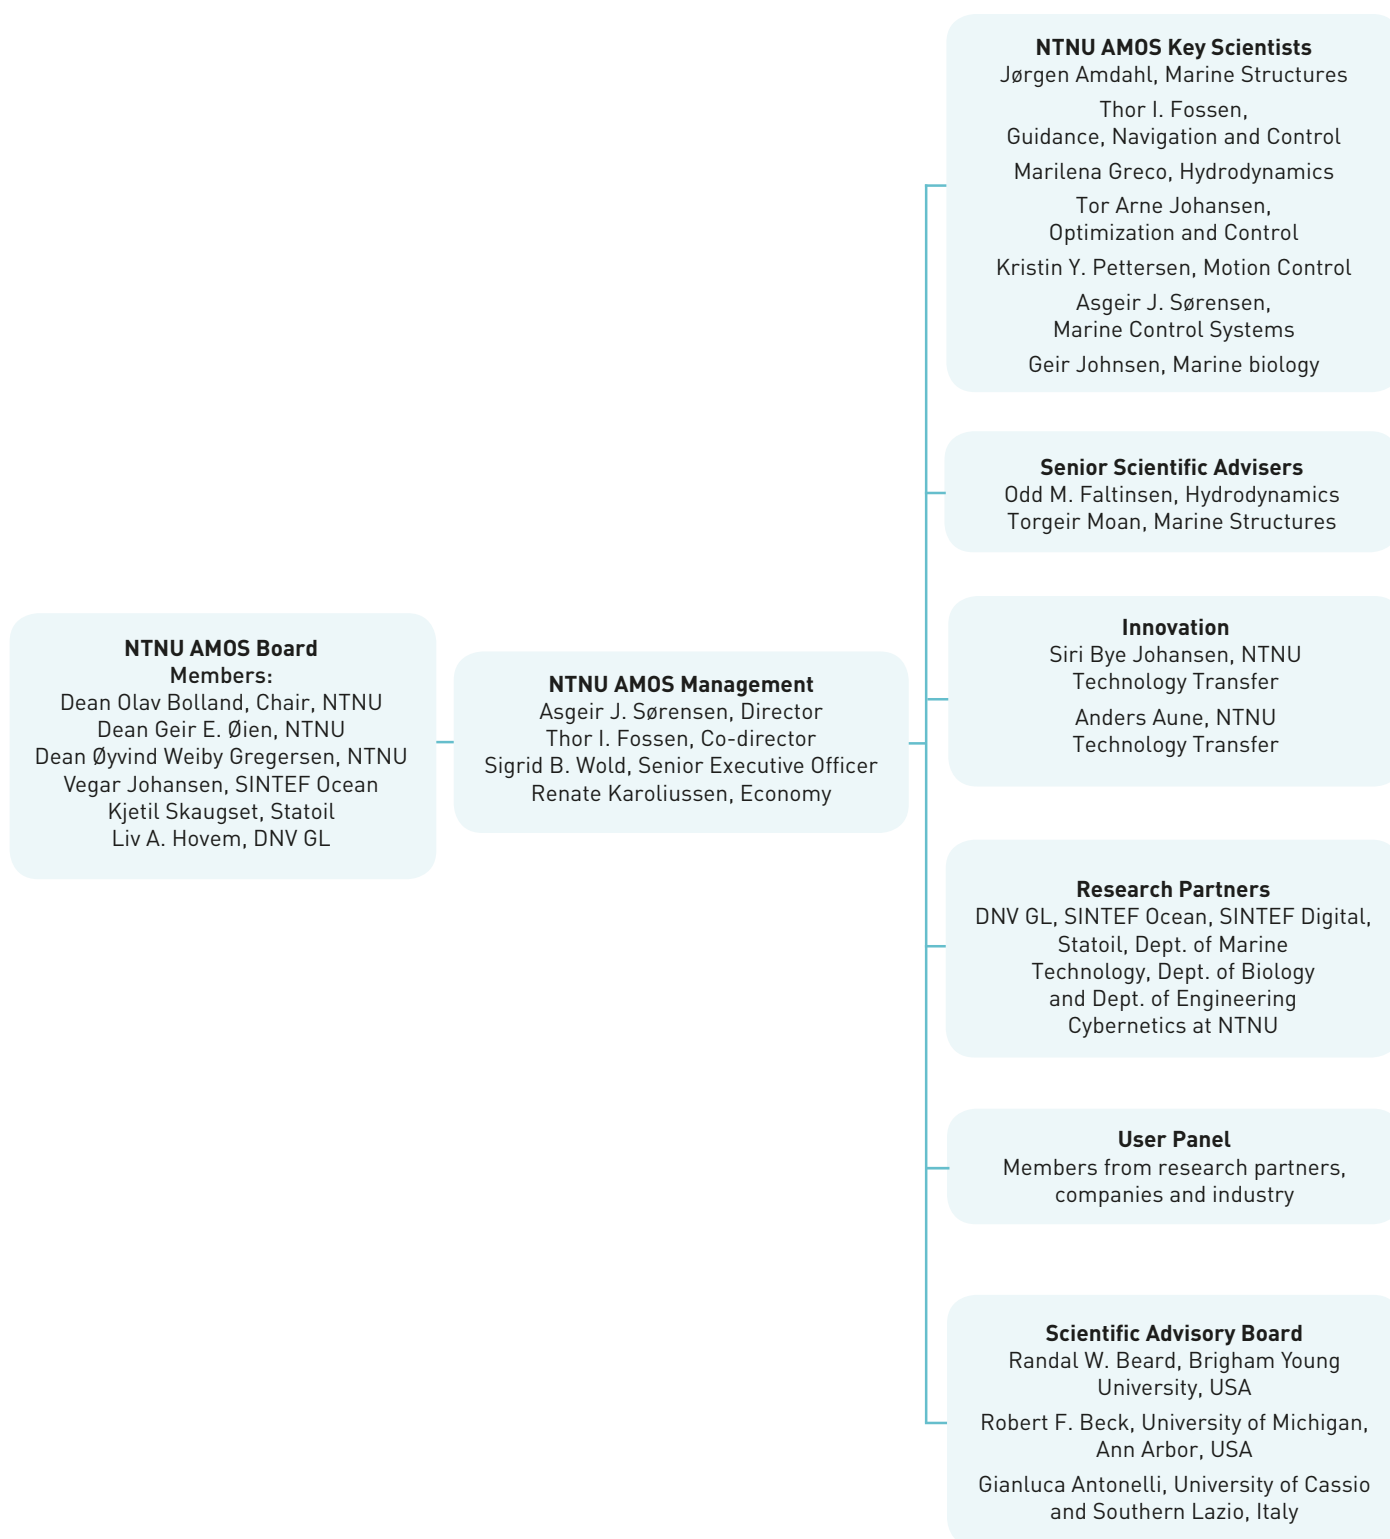 NTNU AMOS Board
Members:
Dean Olav Bolland, Chair, NTNU
Dean Geir E. Øien, NTNU
Dean Øyvind Weiby Gregersen, NTNU
Vegar Johansen, SINTEF Ocean
Kjetil Skaugset, Statoil
Liv A. Hovem, DNV GL
NTNU AMOS Management
Asgeir J. Sørensen, Director
Thor I. Fossen, Co-director
Sigrid B. Wold, Senior Executive Officer
Renate Karoliussen, Economy
NTNU AMOS Key Scientists
Jørgen Amdahl, Marine Structures
Thor I. Fossen,
Guidance, Navigation and Control
Marilena Greco, Hydrodynamics
Tor Arne Johansen,
Optimization and Control
Kristin Y. Pettersen, Motion Control
Asgeir J. Sørensen,
Marine Control Systems
Geir Johnsen, Marine biology
Senior Scientific Advisers
Odd M. Faltinsen, Hydrodynamics
Torgeir Moan, Marine Structures
Innovation
Siri Bye Johansen, NTNU
Technology Transfer
Anders Aune, NTNU
Technology Transfer
Research Partners
DNV GL, SINTEF Ocean, SINTEF Digital,
Statoil, Dept. of Marine
Technology, Dept. of Biology
and Dept. of Engineering
Cybernetics at NTNU
User Panel
Members from research partners,
companies and industry
Scientific Advisory Board
Randal W. Beard, Brigham Young
University, USA
Robert F. Beck, University of Michigan,
Ann Arbor, USA
Gianluca Antonelli, University of Cassio
and Southern Lazio, Italy